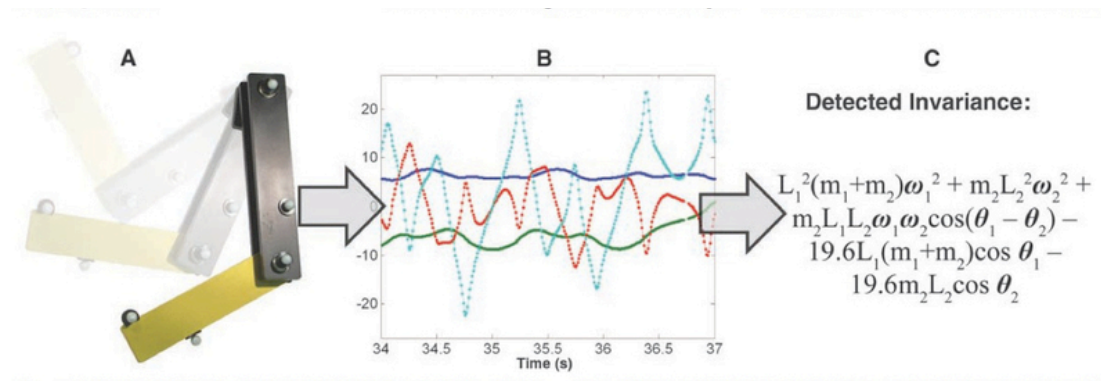 A
B
C
Detected Invariance:
20
10
0
-10
-20
34 34.5 35 35.5 36 36.5 37
Time (s)
L₁²(m₁+m₂)ω₁² + m₂L₂²ω₂² +
m₂L₁L₂ω₁ω₂cos(θ₁ − θ₂) −
19.6L₁(m₁+m₂)cos θ₁ −
19.6m₂L₂cos θ₂